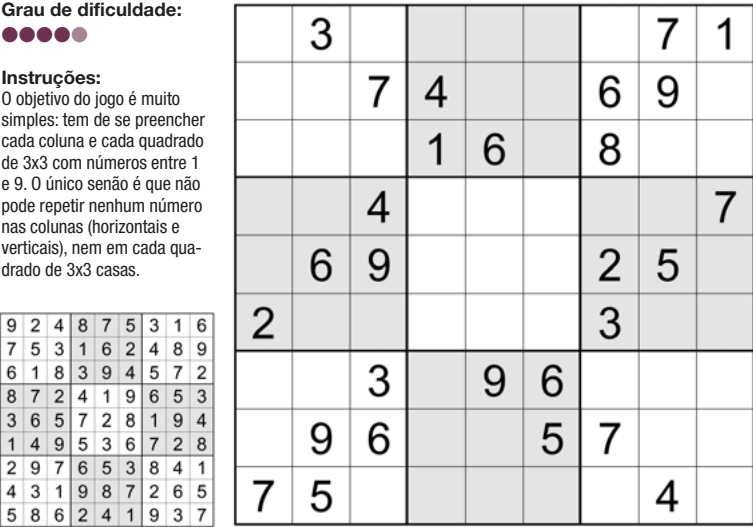 Grau de dificuldade:
Instruções:
O objetivo do jogo é muito
simples: tem de se preencher
cada coluna e cada quadrado
de 3x3 com números entre 1
e 9. O único senão é que não
pode repetir nenhum número
nas colunas (horizontais e
verticais), nem em cada qua-
drado de 3x3 casas.
9 2 4 8 7 5 3 1 6
7 5 3 1 6 2 4 8 9
6 1 8 3 9 4 5 7 2
8 7 2 4 1 9 6 5 3
3 6 5 7 2 8 1 9 4
1 4 9 5 3 6 7 2 8
2 9 7 6 5 3 8 4 1
4 3 1 9 8 7 2 6 5
5 8 6 2 4 1 9 3 7
3 7 1
7 4 6 9
1 6 8
4 7
6 9 2 5
2 3
3 9 6
9 6 5 7
7 5 4